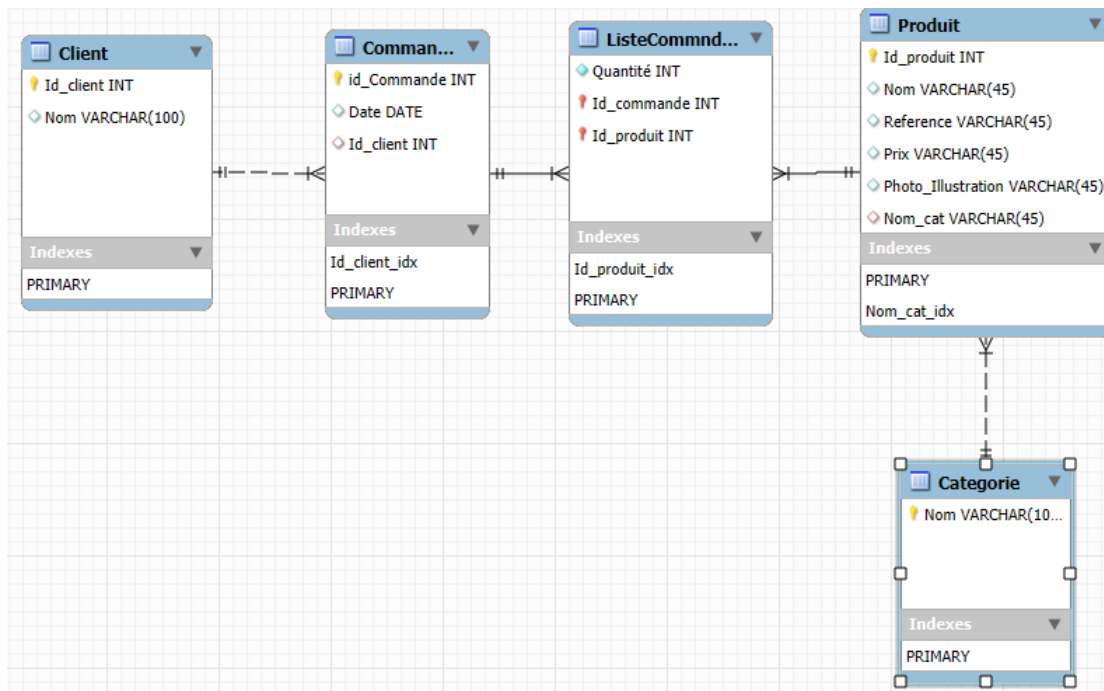 Client
Id_client INT
Nom VARCHAR(100)
Indexes
PRIMARY
Comman...
id_Commande INT
Date DATE
Id_client INT
Indexes
Id_client_idx
PRIMARY
ListeCommnd...
Quantité INT
Id_commande INT
Id_produit INT
Indexes
Id_produit_idx
PRIMARY
Produit
Id_produit INT
Nom VARCHAR(45)
Reference VARCHAR(45)
Prix VARCHAR(45)
Photo_Illustration VARCHAR(45)
Nom_cat VARCHAR(45)
Indexes
PRIMARY
Nom_cat_idx
Categorie
Nom VARCHAR(10...
Indexes
PRIMARY